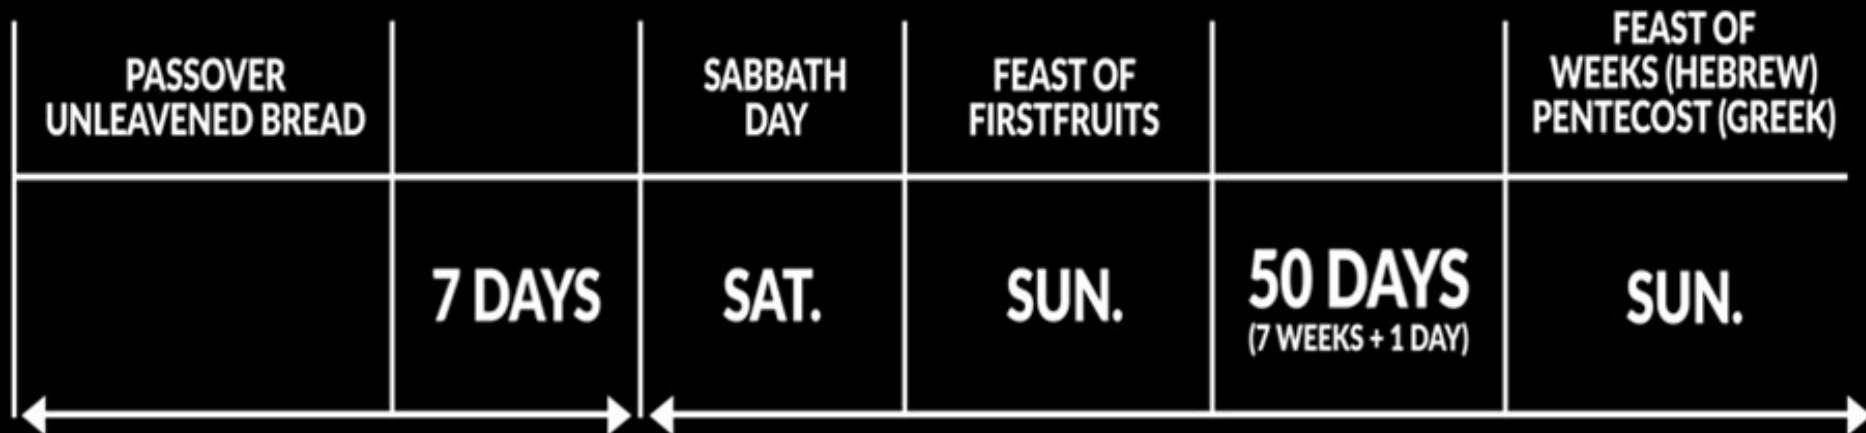 PASSOVER
UNLEAVENED BREAD
SABBATH
DAY
FEAST OF
FIRSTFRUITS
FEAST OF
WEEKS (HEBREW)
PENTECOST (GREEK)
7 DAYS
SAT.
SUN.
50 DAYS
(7 WEEKS + 1 DAY)
SUN.